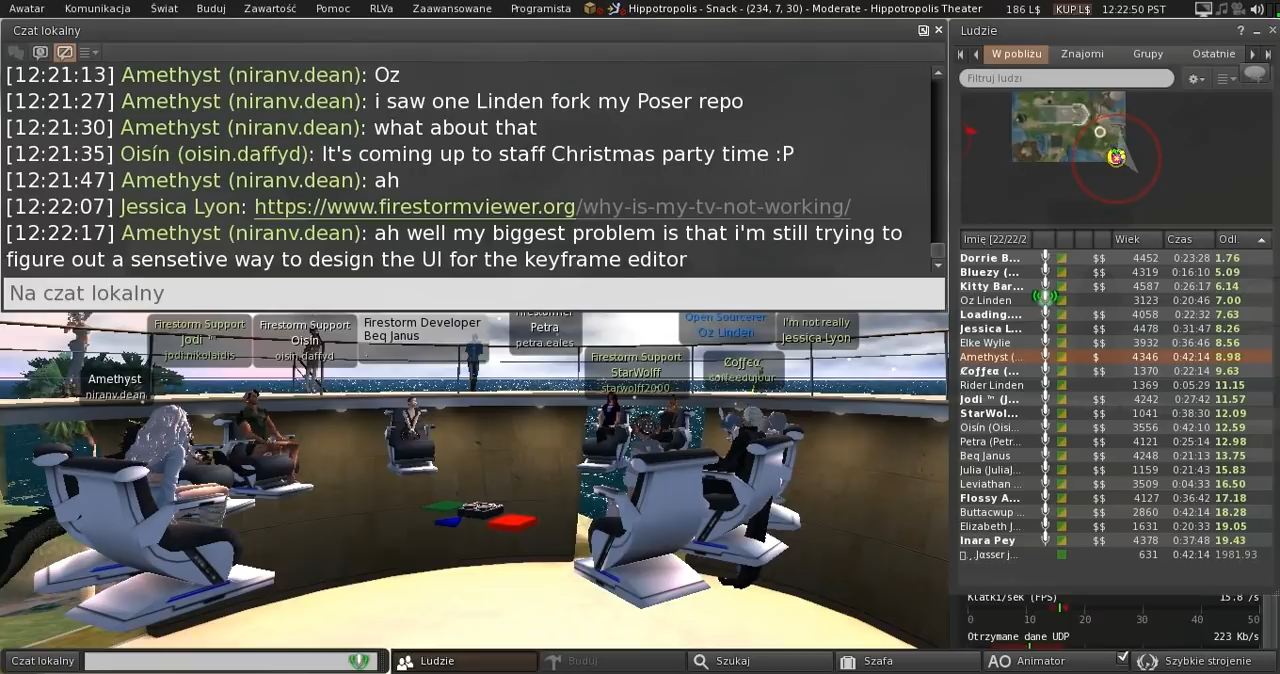 Awatar Komunikacja Świat Buduj Zawartość Pomoc RLVa Zaawansowane Programista Hippotropolis - Snack - (234, 7, 30) - Moderate - Hippotropolis Theater 186 L$ KUP L$ 12:22:50 PST
Czat lokalny
[12:21:13] Amethyst (niranv.dean): Oz
[12:21:27] Amethyst (niranv.dean): i saw one Linden fork my Poser repo
[12:21:30] Amethyst (niranv.dean): what about that
[12:21:35] Oisín (oisin.daffyd): It's coming up to staff Christmas party time :P
[12:21:47] Amethyst (niranv.dean): ah
[12:22:07] Jessica Lyon: https://www.firestormviewer.org/why-is-my-tv-not-working/
[12:22:17] Amethyst (niranv.dean): ah well my biggest problem is that i'm still trying to
figure out a sensetive way to design the UI for the keyframe editor
Na czat lokalny
Firestorm Support
Jodi ™
jodi.nikolaidis
Firestorm Support
Oisín
oisin.daffyd
Firestorm Developer
Beq Janus
Petra
petra.eales
Open Sourcerer
Oz Linden
I'm not really
Jessica Lyon
Firestorm Support
StarWolff
starwolff2000
Coffεα
coffeedujour
Amethyst
niranv.dean
Ludzie
W pobliżu Znajomi Grupy Ostatnie
Filtruj ludzi
Imię [22/22/2 Wiek Czas Odl.
Dorrie B... $$ 4452 0:23:28 1.76
Bluezy (... $$ 4319 0:16:10 5.09
Kitty Bar... $$ 4587 0:26:17 6.14
Oz Linden 3123 0:20:46 7.00
Loading.... $$ 4058 0:22:32 7.63
Jessica L... $$ 4478 0:31:47 8.26
Elke Wylie $$ 3932 0:36:46 8.56
Amethyst (... $ 4346 0:42:14 8.98
Coffεα (... $$ 1370 0:22:14 9.63
Rider Linden 1369 0:05:29 11.15
Jodi ™ (J... $$ 4242 0:27:42 11.57
StarWol... $$ 1041 0:38:30 12.09
Oisín (Oisi... $$ 3556 0:42:10 12.59
Petra (Petr... $$ 4121 0:25:14 12.98
Beq Janus $$ 4248 0:21:13 13.75
Julia (JuliaJ... $$ 1159 0:21:43 15.83
Leviathan ... $$ 3509 0:04:33 16.50
Flossy A... $$ 4127 0:36:42 17.18
Buttacwup ... $$ 2860 0:42:14 18.28
Elizabeth J... $$ 1631 0:20:33 19.05
Inara Pey $$ 4378 0:37:48 19.43
631 0:42:14 1981.93
Klatki/sek (FPS) 15.8 /s
0 10 20 30 40 50
Otrzymane dane UDP 223 Kb/s
Czat lokalny Ludzie Buduj Szukaj Szafa AO Animator Szybkie strojenie